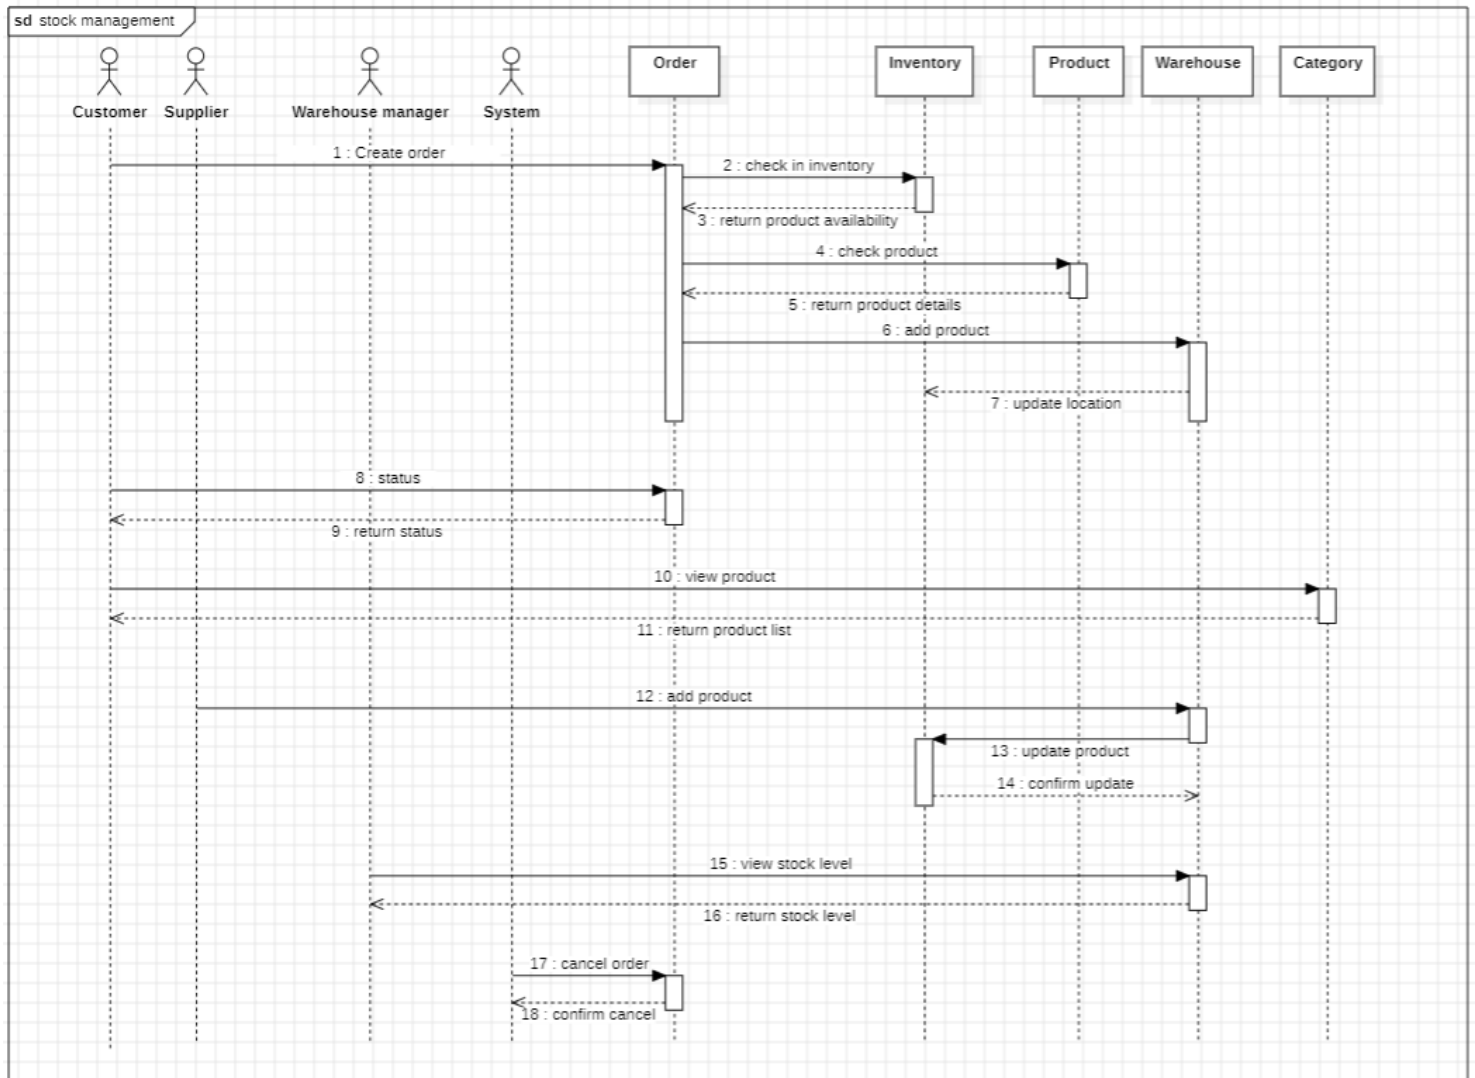 sd stock management
Customer
Supplier
Warehouse manager
System
Order
Inventory
Product
Warehouse
Category
1 : Create order
2 : check in inventory
3 : return product availability
4 : check product
5 : return product details
6 : add product
7 : update location
8 : status
9 : return status
10 : view product
11 : return product list
12 : add product
13 : update product
14 : confirm update
15 : view stock level
16 : return stock level
17 : cancel order
18 : confirm cancel